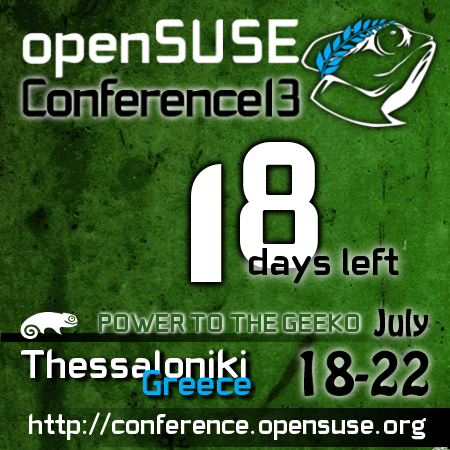 openSUSE
Conference13
18
days left
POWER TO THE GEEKO July
Thessaloniki
Greece
18-22
http://conference.opensuse.org